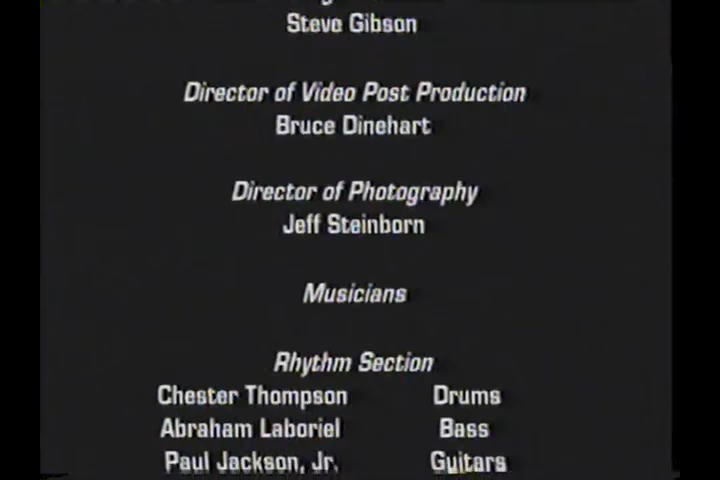 Steve Gibson
Director of Video Post Production
Bruce Dinehart
Director of Photography
Jeff Steinborn
Musicians
Rhythm Section
Chester Thompson Drums
Abraham Laboriel Bass
Paul Jackson, Jr. Guitars